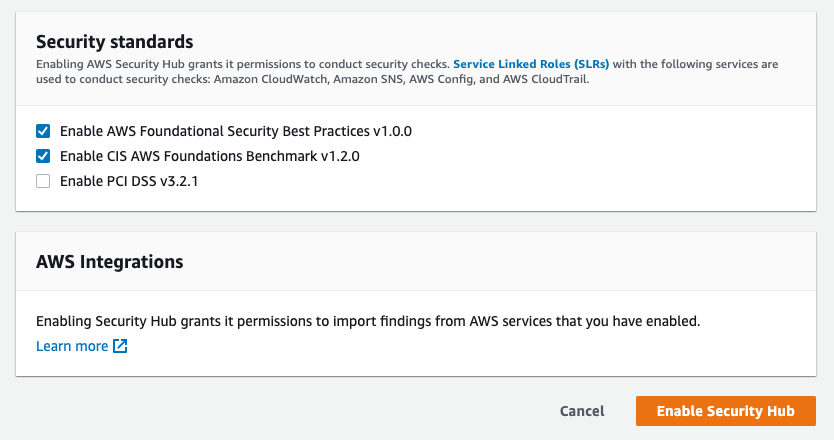 Security standards
Enabling AWS Security Hub grants it permissions to conduct security checks. Service Linked Roles (SLRs) with the following services are
used to conduct security checks: Amazon CloudWatch, Amazon SNS, AWS Config, and AWS CloudTrail.
Enable AWS Foundational Security Best Practices v1.0.0
Enable CIS AWS Foundations Benchmark v1.2.0
Enable PCI DSS v3.2.1
AWS Integrations
Enabling Security Hub grants it permissions to import findings from AWS services that you have enabled.
Learn more
Cancel Enable Security Hub